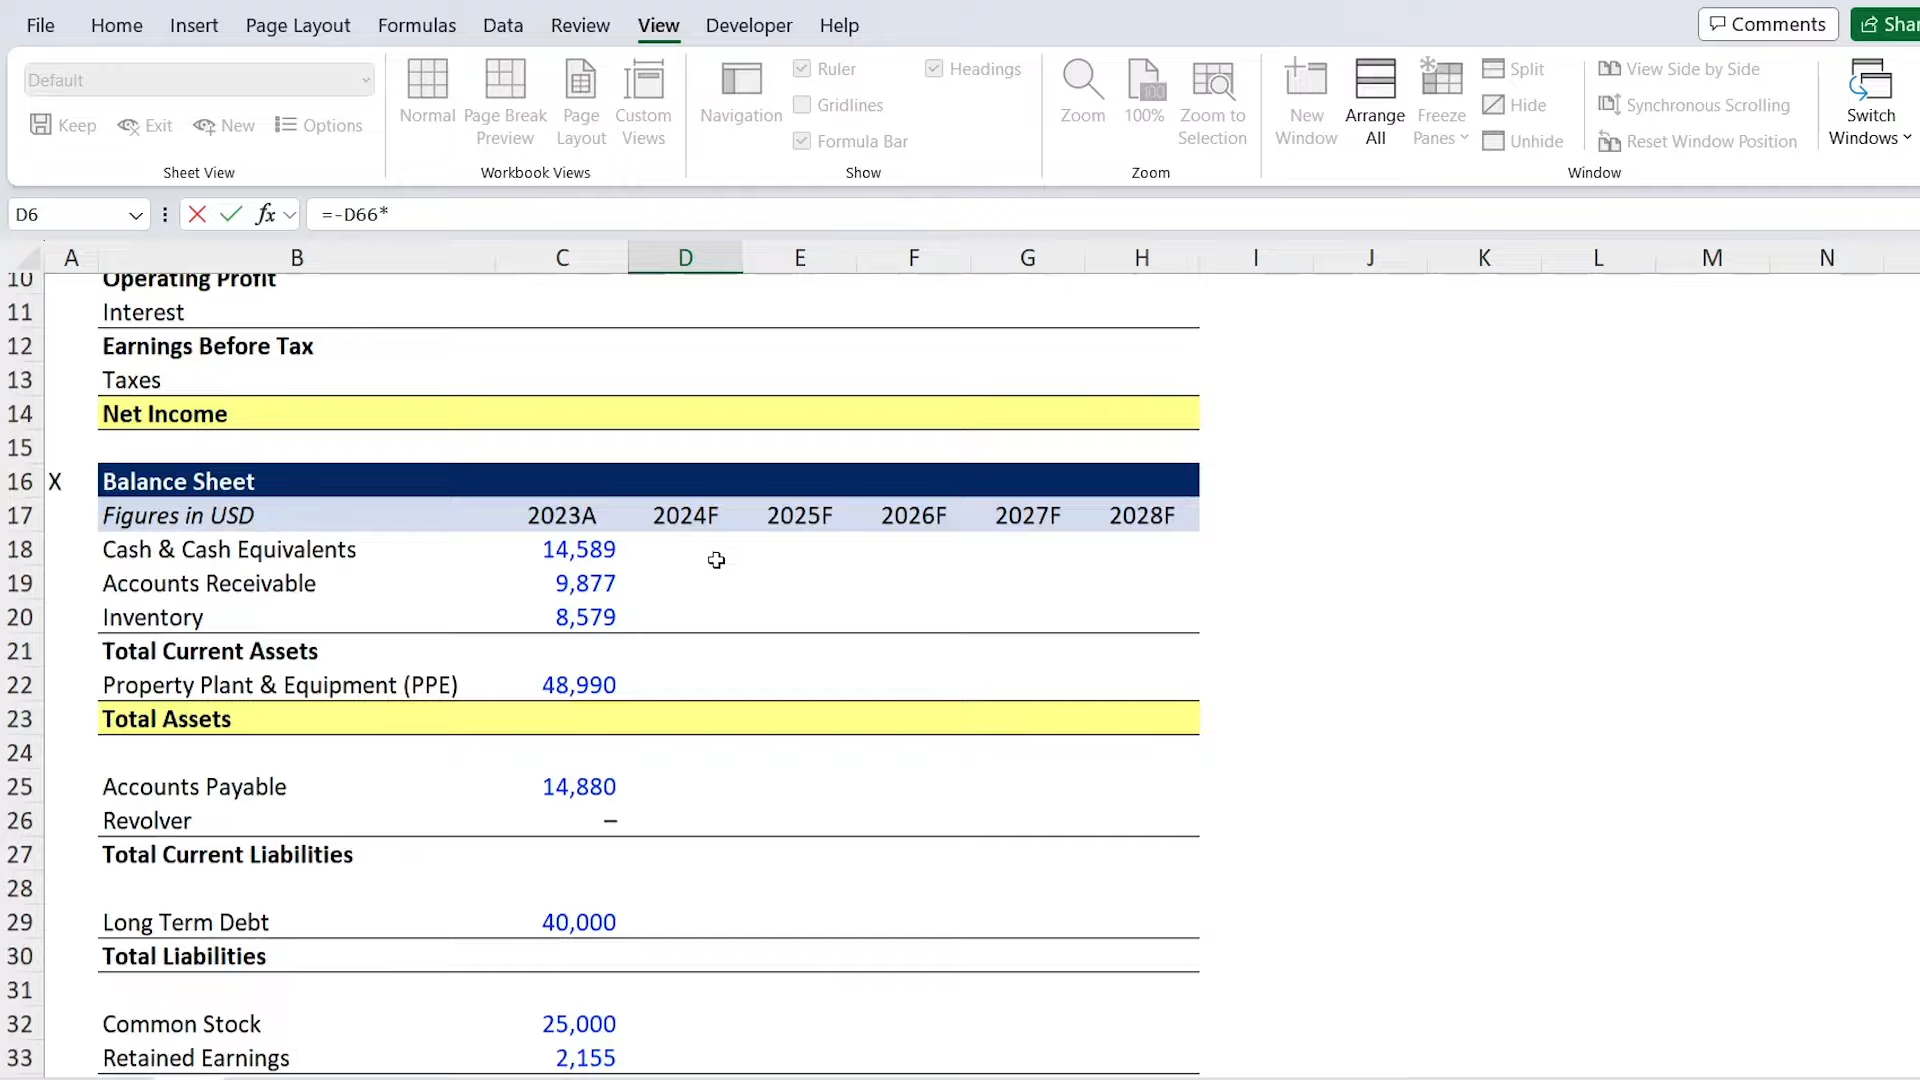 File Home Insert Page Layout Formulas Data Review View Developer Help Comments Shar
Default
Keep Exit New Options
Sheet View
Normal Page Break Preview Page Layout Custom Views
Workbook Views
Navigation
Ruler Headings
Gridlines
Formula Bar
Show
Zoom 100% Zoom to Selection
Zoom
New Window Arrange All Freeze Panes
Split View Side by Side
Hide Synchronous Scrolling
Unhide Reset Window Position
Switch Windows
Window
D6 fx =-D66*
A B C D E F G H I J K L M N
10 Operating Profit
11 Interest
12 Earnings Before Tax
13 Taxes
14 Net Income
15
16 X Balance Sheet
17 Figures in USD 2023A 2024F 2025F 2026F 2027F 2028F
18 Cash & Cash Equivalents 14,589
19 Accounts Receivable 9,877
20 Inventory 8,579
21 Total Current Assets
22 Property Plant & Equipment (PPE) 48,990
23 Total Assets
24
25 Accounts Payable 14,880
26 Revolver –
27 Total Current Liabilities
28
29 Long Term Debt 40,000
30 Total Liabilities
31
32 Common Stock 25,000
33 Retained Earnings 2,155